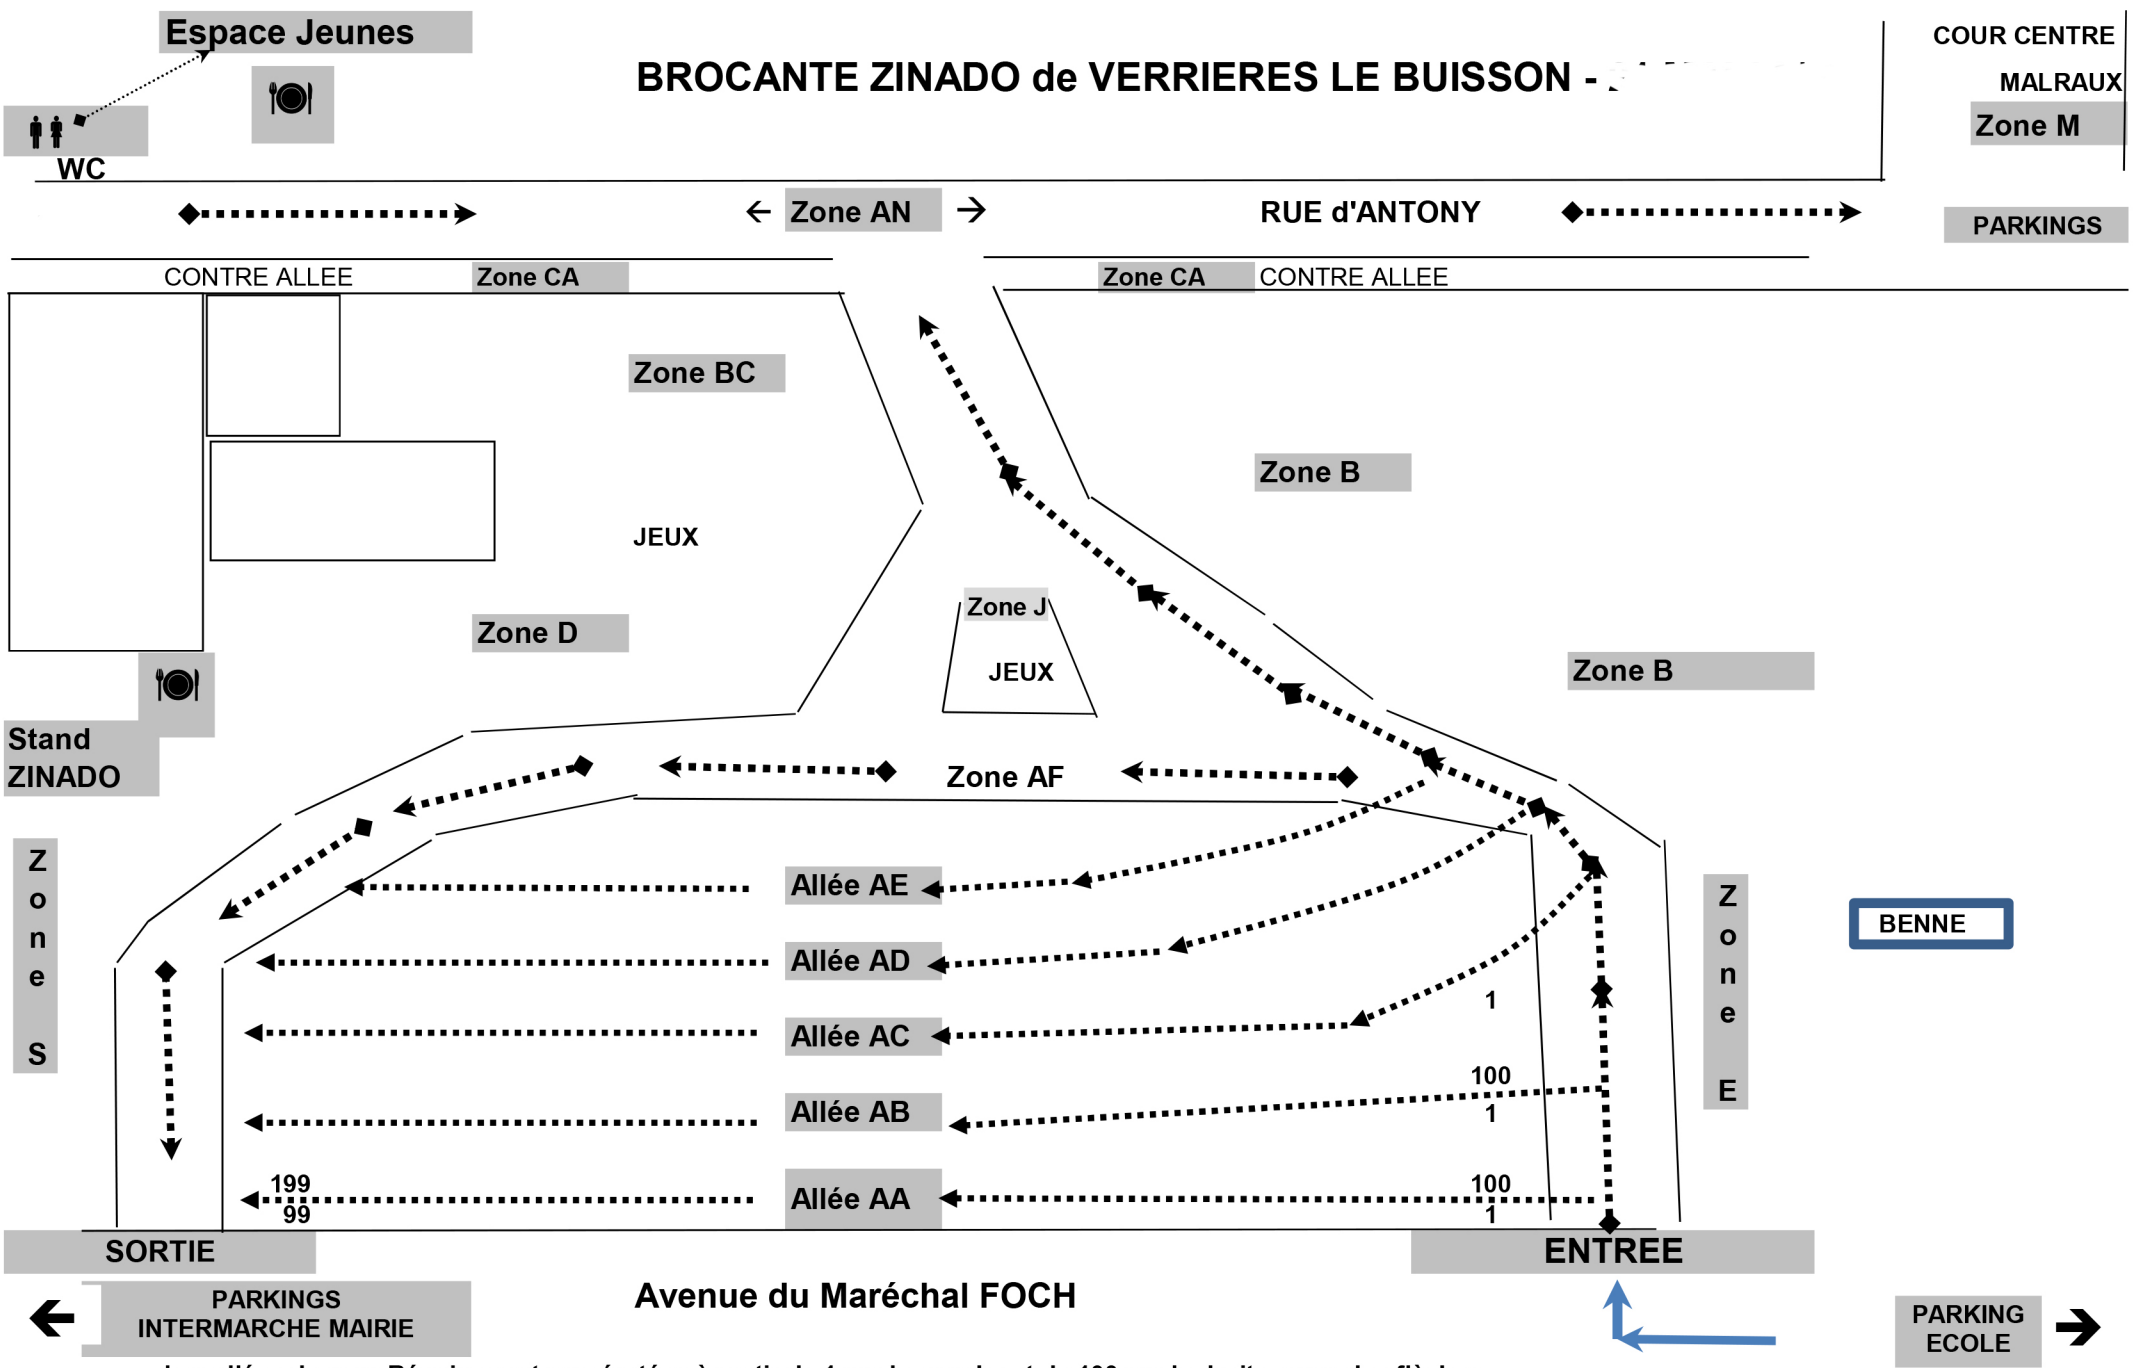 Espace Jeunes
BROCANTE ZINADO de VERRIERES LE BUISSON -
COUR CENTRE
MALRAUX
Zone M
WC
Zone AN
RUE d'ANTONY
PARKINGS
CONTRE ALLEE
Zone CA
Zone CA
CONTRE ALLEE
Zone BC
Zone B
JEUX
Zone J
Zone D
JEUX
Zone B
Stand
ZINADO
Zone AF
Zone S
Allée AE
Zone E
BENNE
Allée AD
1
Allée AC
100
Allée AB
1
199
Allée AA
100
99
1
SORTIE
ENTREE
PARKINGS
INTERMARCHE MAIRIE
Avenue du Maréchal FOCH
PARKING
ECOLE